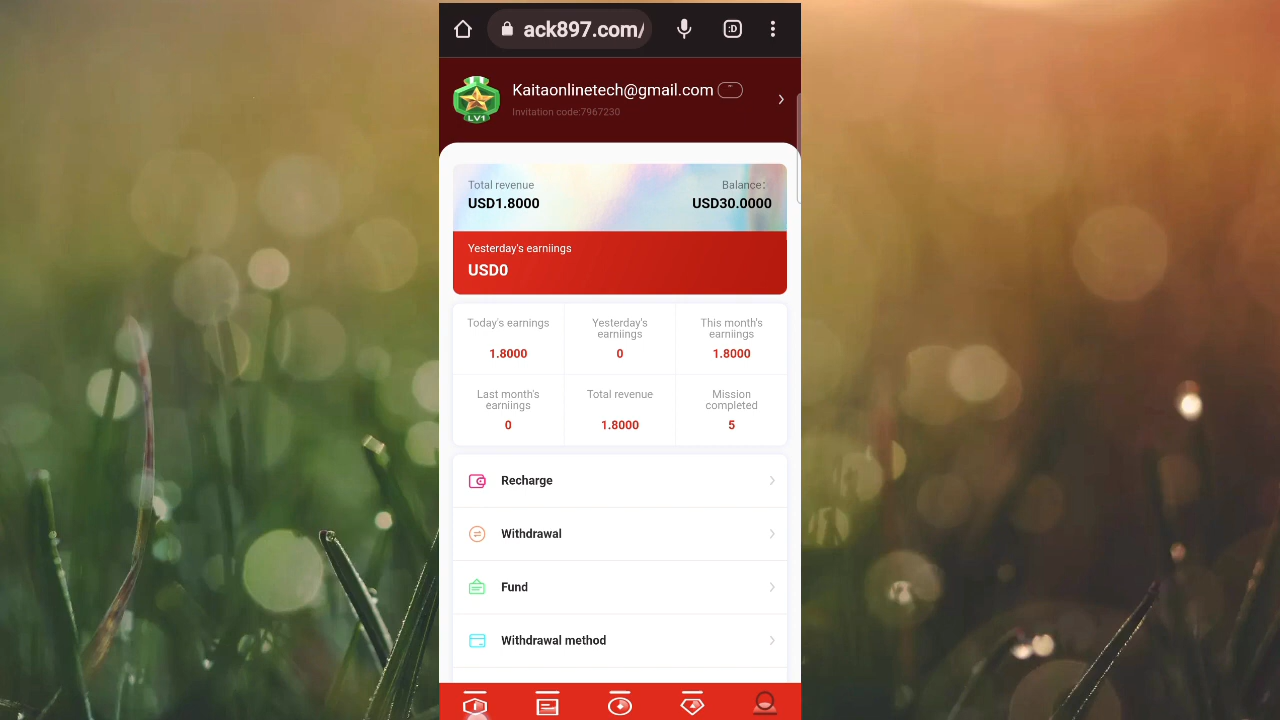 ack897.com/
:D
Kaitaonlinetech@gmail.com
Invitation code:7967230
LV1
Total revenue
Balance:
USD1.8000
USD30.0000
Yesterday's earniings
USD0
Today's earnings
1.8000
Yesterday's
earniings
0
This month's
earniings
1.8000
Last month's
earniings
0
Total revenue
1.8000
Mission
completed
5
Recharge
Withdrawal
Fund
Withdrawal method